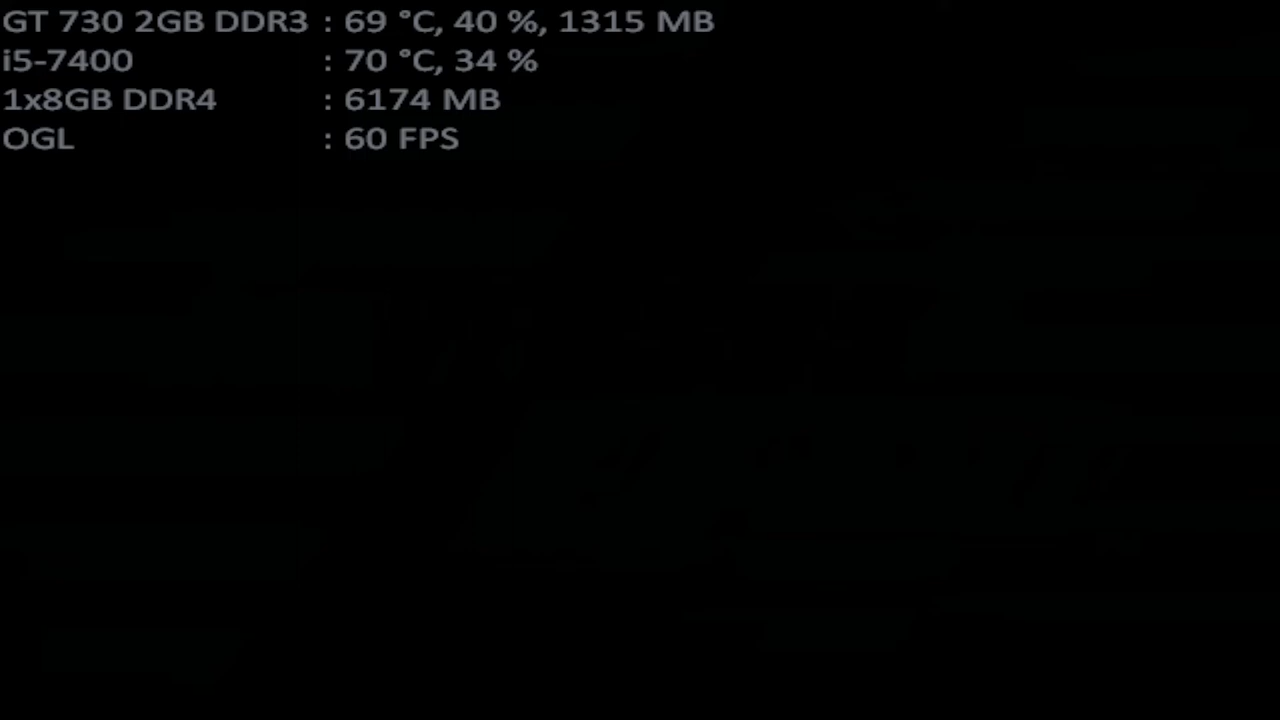 GT 730 2GB DDR3 : 69 °C, 40 %, 1315 MB
i5-7400 : 70 °C, 34 %
1x8GB DDR4 : 6174 MB
OGL : 60 FPS